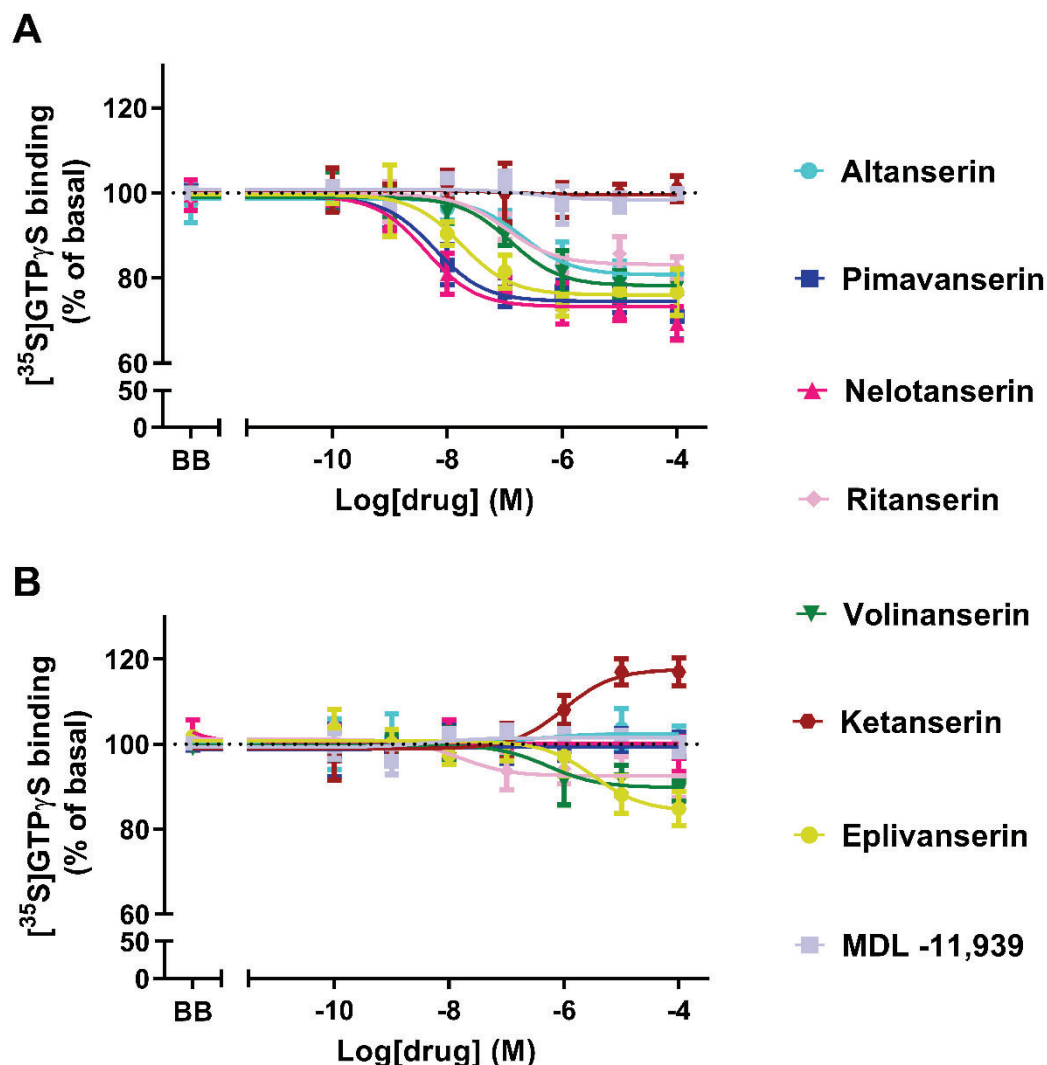 A
[³⁵S]GTPγS binding
(% of basal)
120
100
80
60
50
0
BB
-10
-8
-6
-4
Log[drug] (M)
Altanserin
Pimavanserin
Nelotanserin
Ritanserin
Volinanserin
Ketanserin
Eplivanserin
MDL -11,939
B
[³⁵S]GTPγS binding
(% of basal)
120
100
80
60
50
0
BB
-10
-8
-6
-4
Log[drug] (M)